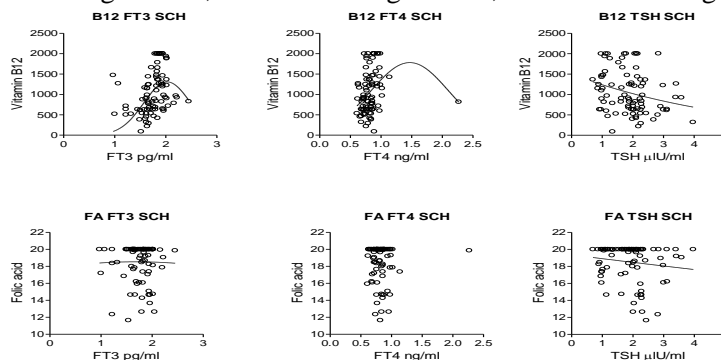 B12 FT3 SCH
2500
2000
1500
1000
500
0
Vitamin B12
0 1 2 3
FT3 pg/ml
B12 FT4 SCH
2500
2000
1500
1000
500
0
Vitamin B12
0.0 0.5 1.0 1.5 2.0 2.5
FT4 ng/ml
B12 TSH SCH
2500
2000
1500
1000
500
0
Vitamin B12
0 1 2 3 4 5
TSH µIU/ml
FA FT3 SCH
22
20
18
16
14
12
10
Folic acid
0 1 2 3
FT3 pg/ml
FA FT4 SCH
22
20
18
16
14
12
10
Folic acid
0.0 0.5 1.0 1.5 2.0 2.5
FT4 ng/ml
FA TSH SCH
22
20
18
16
14
12
10
Folic acid
0 1 2 3 4 5
TSH µIU/ml